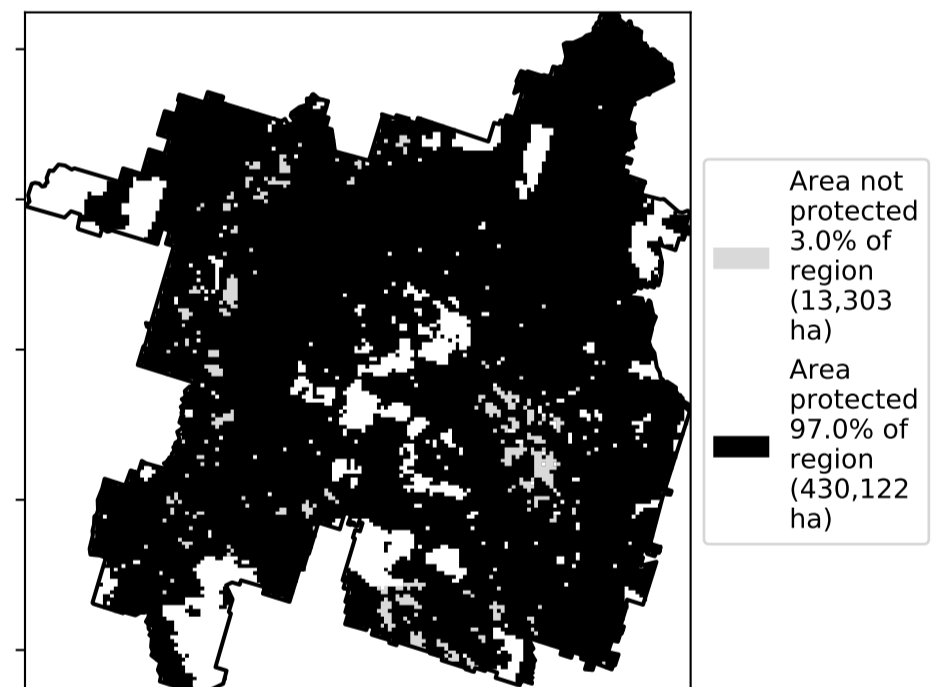 Area not
protected
3.0% of
region
(13,303
ha)
Area
protected
97.0% of
region
(430,122
ha)